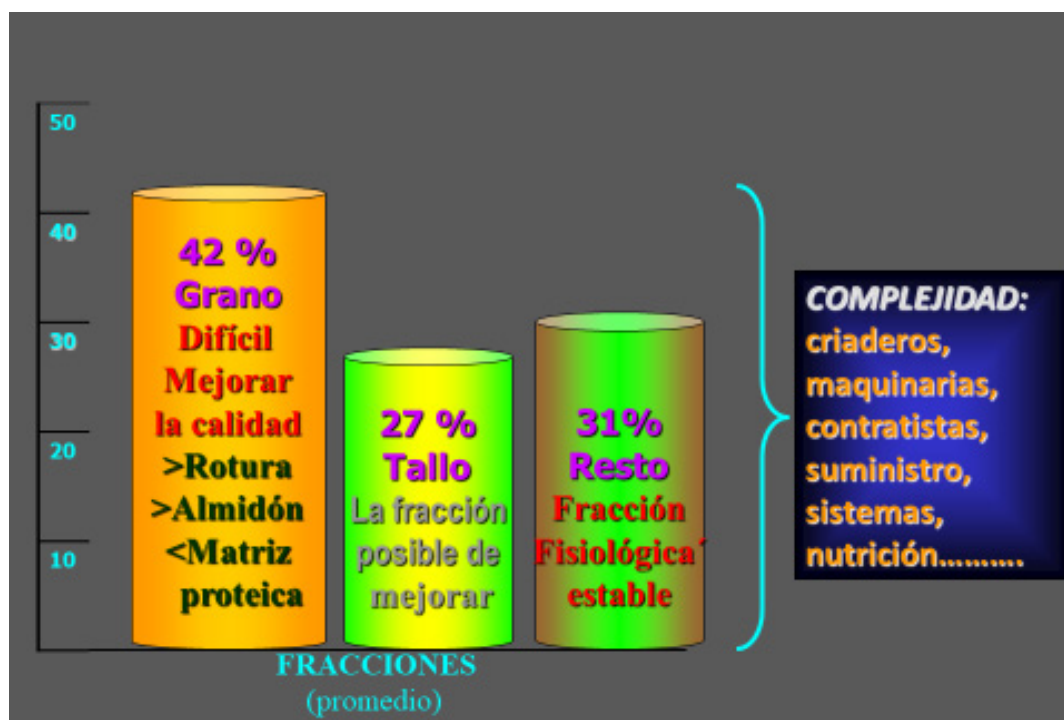 50
40
30
20
10
42 %
Grano
Difícil
Mejorar
la calidad
>Rotura
>Almidón
<Matriz
proteica
27 %
Tallo
La fracción
posible de
mejorar
31%
Resto
Fracción
Fisiológica´
estable
FRACCIONES
(promedio)
COMPLEJIDAD:
criaderos,
maquinarias,
contratistas,
suministro,
sistemas,
nutrición……….